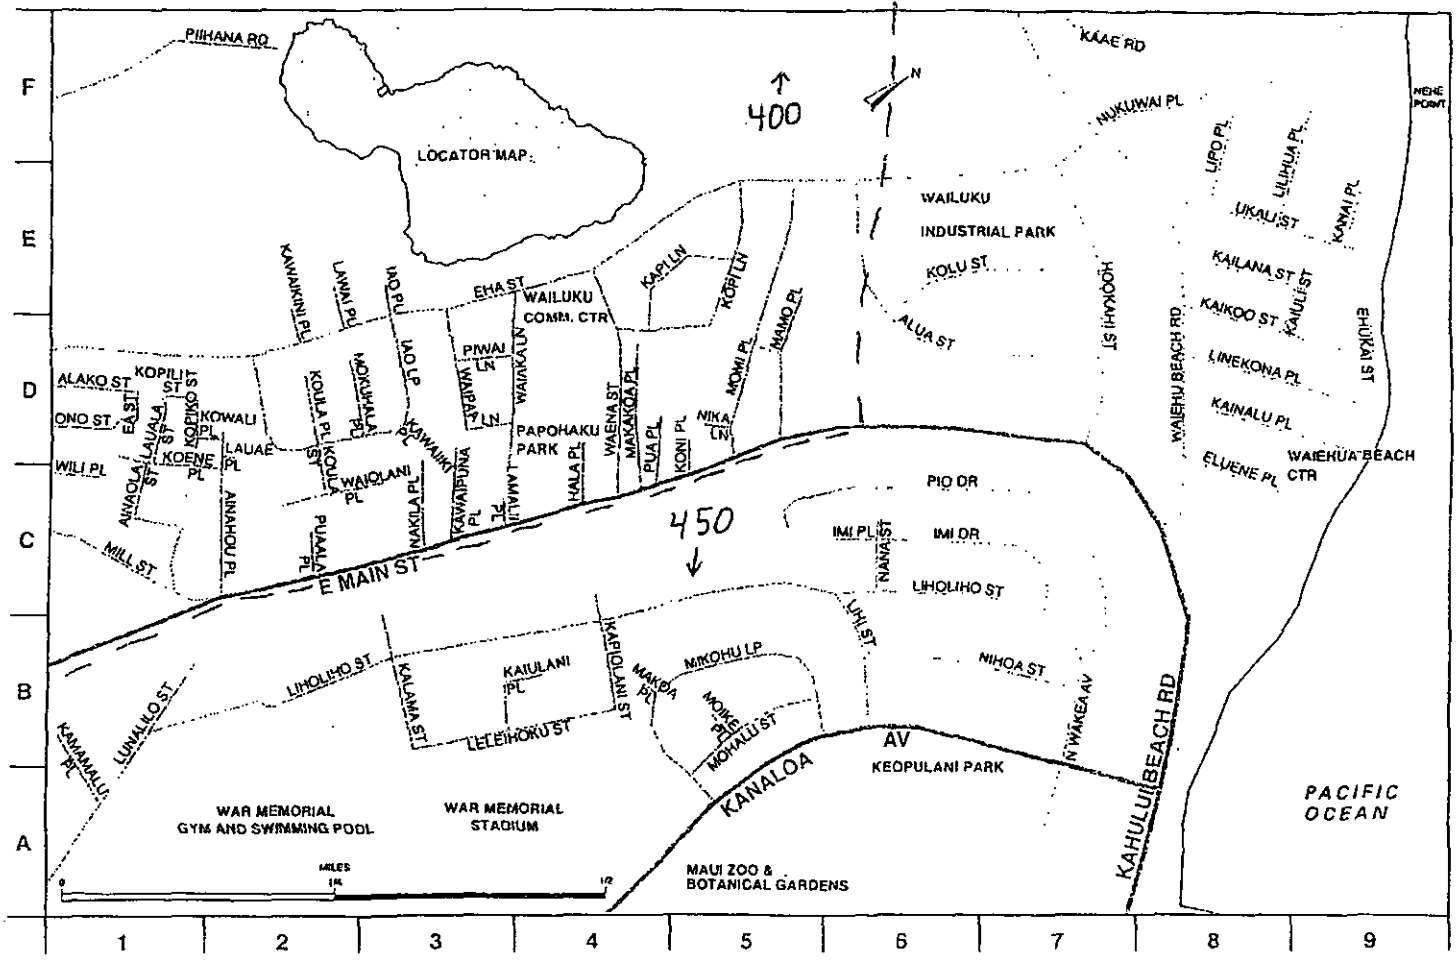 PIIHANA RD
KAAE RD
F
N
400
NEHE
POINT
NUKUWAI PL
LOCATOR MAP
LIPO PL
LILIHUA PL
WAILUKU
INDUSTRIAL PARK
UKALI ST
KANAI PL
E
KAWAIKINI PL
LAWAI PL
IAO PL
EHA ST
WAILUKU
COMM. CTR
KAPI LN
KOPI LN
MAMO PL
KOLU ST
ALUA ST
HOOKAHI ST
KAILANA ST
KAIKOO ST
KAIULI ST
WAIEHU BEACH RD
EHUKAI ST
LINEKONA PL
KAINALU PL
ELUENE PL
WAIEHUA BEACH
CTR
D
ALAKO ST
KOPILI
ST
ONO ST
EA ST
LAUALA
ST
KOPIKO ST
KOWALI
PL
LAUAE
PL
KOENE
PL
WILI PL
AINAOLA
ST
KOULA PL
KOULA
ST
MOKUHALA
PL
IAO LP
PIWAI
LN
LN
KAWAIKI
PL
WAIOLANI
PL
PAPOHAKU
PARK
WAENA ST
MAKAKOA PL
PUA PL
KONI PL
NIKA
LN
MOMI PL
C
MILL ST
AINAHOU PL
PUAALA
PL
NAKILA PL
KAWAIPUNA
PL
LAMALII
PL
HALA PL
E MAIN ST
450
PIO DR
IMI PL
NANA ST
IMI DR
LIHOLIHO ST
LIHI ST
NIHOA ST
B
LIHOLIHO ST
KALAMA ST
KAIULANI
PL
KAPIOLANI ST
LELEIHOKU ST
MAKOA
PL
MIKOHU LP
MOIKE
PL
MOHALU ST
N WAKEA AV
KAHULUI BEACH RD
KAMAMALU
PL
LUNALILO ST
KANALOA
AV
KEOPULANI PARK
A
WAR MEMORIAL
GYM AND SWIMMING POOL
WAR MEMORIAL
STADIUM
MAUI ZOO &
BOTANICAL GARDENS
PACIFIC
OCEAN
MILES
0
1/4
1/2
1 2 3 4 5 6 7 8 9